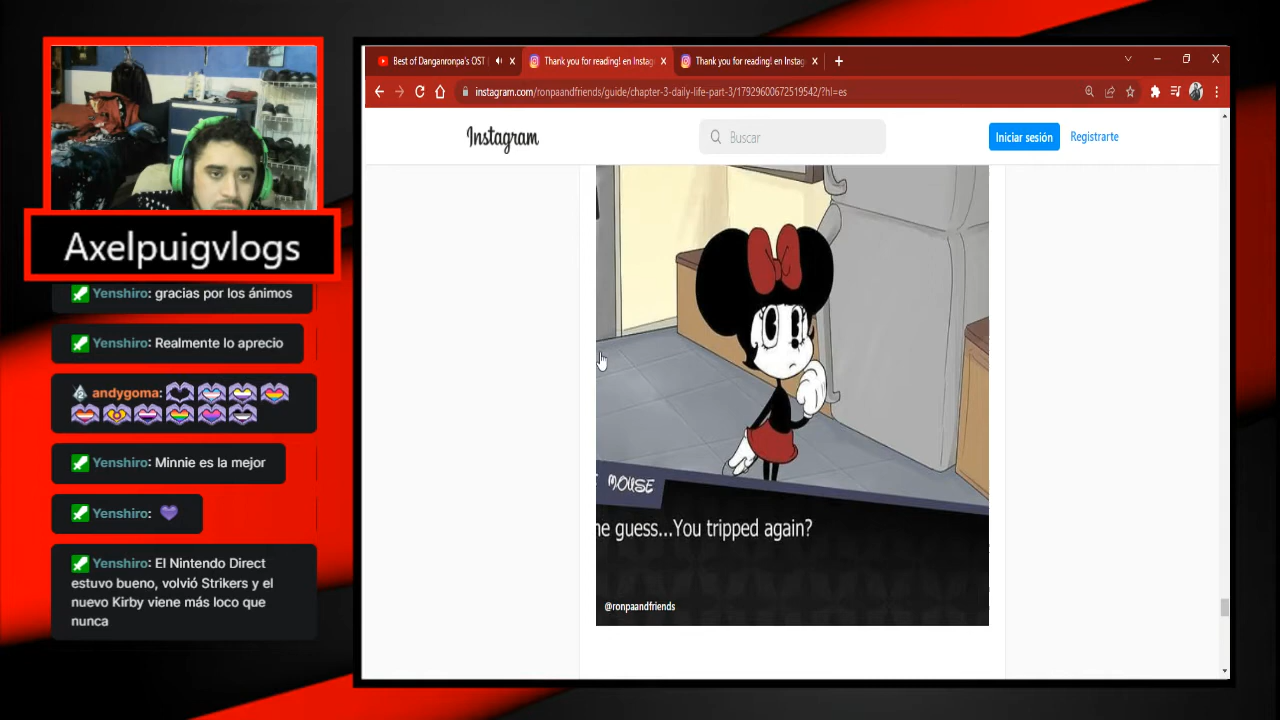 Axelpuigvlogs
Yenshiro: gracias por los ánimos
Yenshiro: Realmente lo aprecio
andygoma:
Yenshiro: Minnie es la mejor
Yenshiro:
Yenshiro: El Nintendo Direct
estuvo bueno, volvió Strikers y el
nuevo Kirby viene más loco que
nunca
Best of Danganronpa's OST
Thank you for reading! en Instag
Thank you for reading! en Instag
instagram.com/ronpaandfriends/guide/chapter-3-daily-life-part-3/17929600672519542/?hl=es
Instagram
Buscar
Iniciar sesión
Registrarte
MOUSE
guess...You tripped again?
@ronpaandfriends